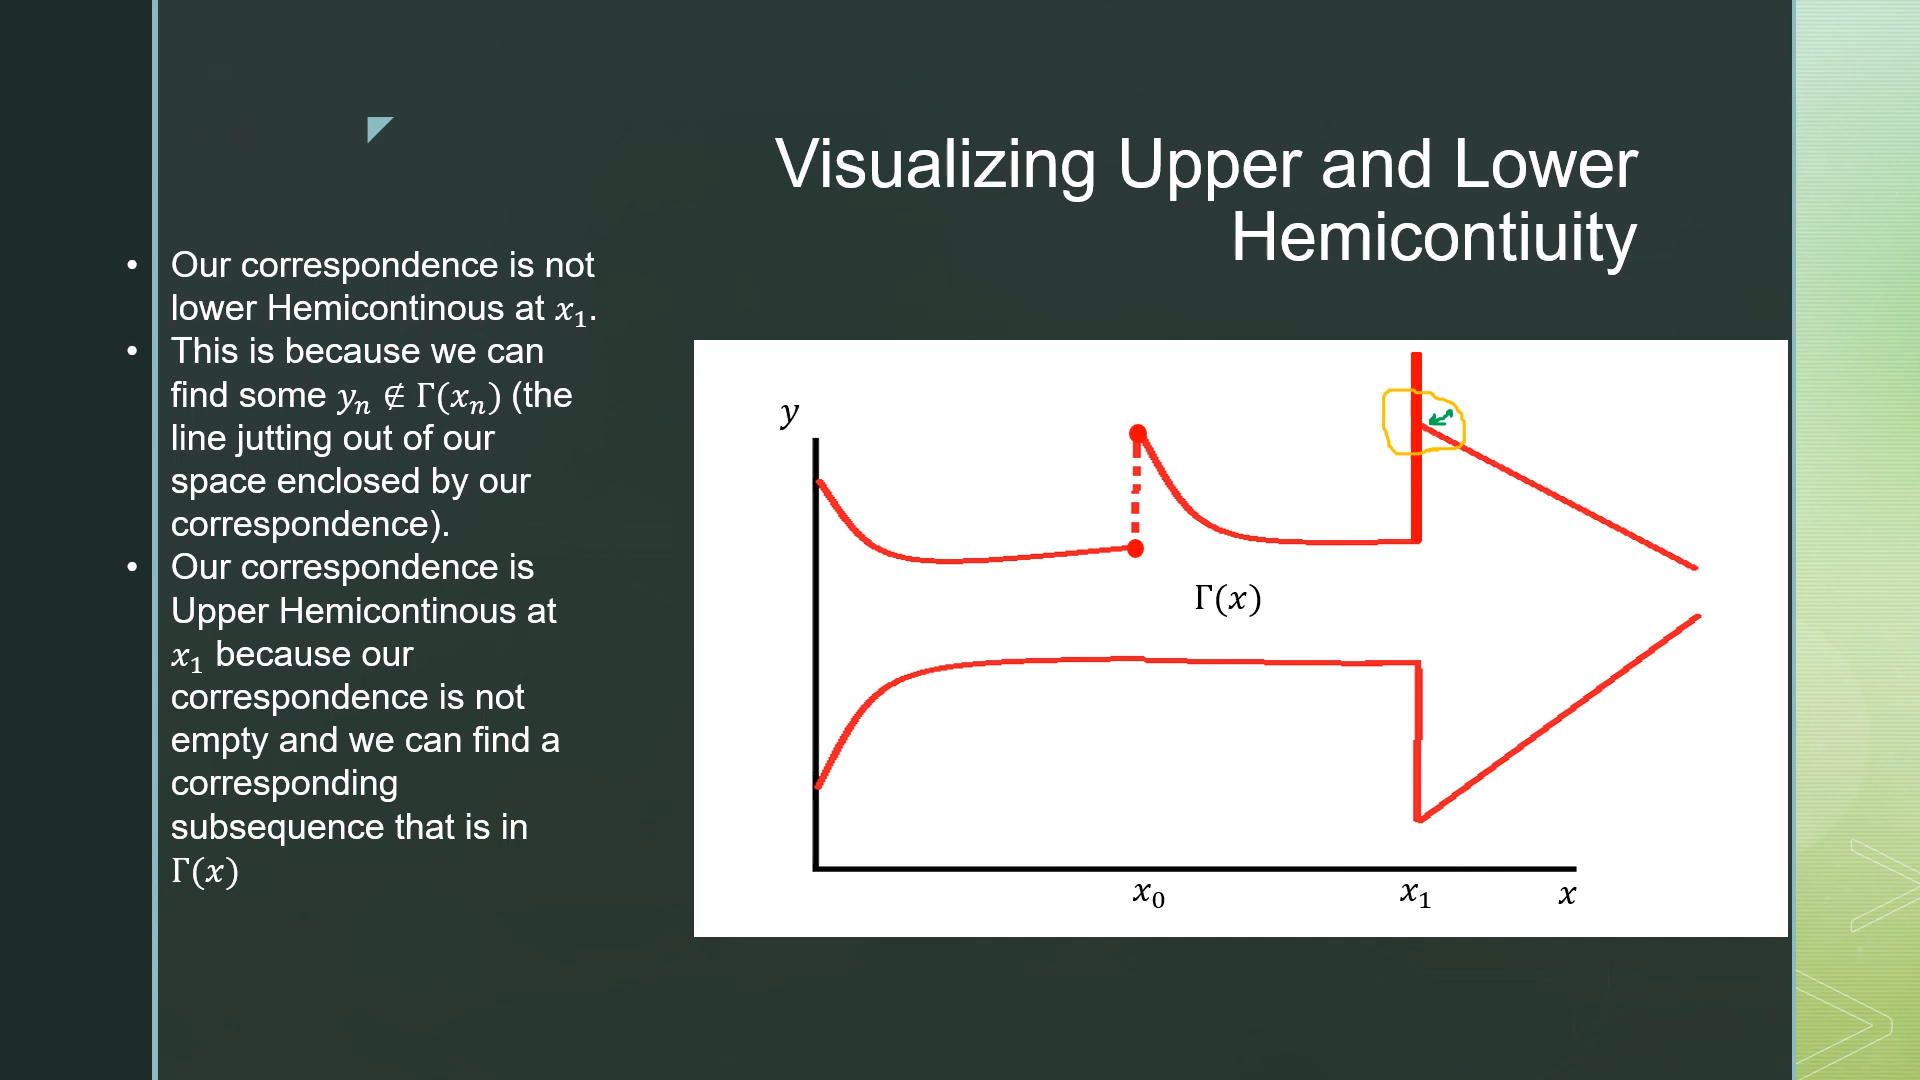 Visualizing Upper and Lower
Hemicontiuity
• Our correspondence is not
lower Hemicontinous at x₁.
• This is because we can
find some yₙ ∉ Γ(xₙ) (the
line jutting out of our
space enclosed by our
correspondence).
• Our correspondence is
Upper Hemicontinous at
x₁ because our
correspondence is not
empty and we can find a
corresponding
subsequence that is in
Γ(x)
y
Γ(x)
x₀
x₁
x